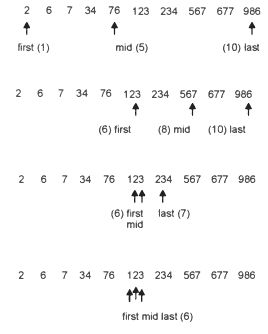 2 6 7 34 76 123 234 567 677 986
first (1) mid (5) (10) last
2 6 7 34 76 123 234 567 677 986
(6) first (8) mid (10) last
2 6 7 34 76 123 234 567 677 986
(6) first last (7)
mid
2 6 7 34 76 123 234 567 677 986
first mid last (6)